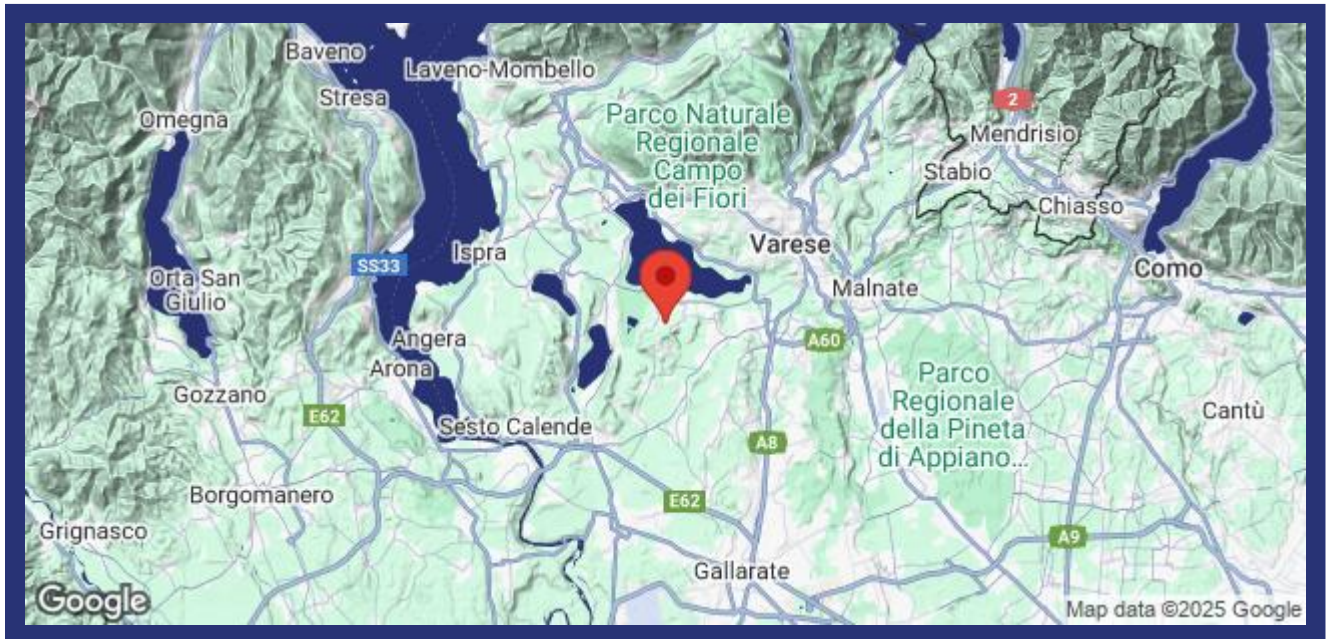 Baveno
Laveno-Mombello
Stresa
Omegna
Parco Naturale
Regionale
Campo
dei Fiori
2
Mendrisio
Stabio
Chiasso
Varese
Ispra
SS33
Como
Orta San
Giulio
Malnate
Angera
A60
Arona
Parco
Regionale
della Pineta
di Appiano...
Gozzano
E62
Cantù
Sesto Calende
A8
Borgomanero
E62
Grignasco
A9
Gallarate
Google
Map data ©2025 Google